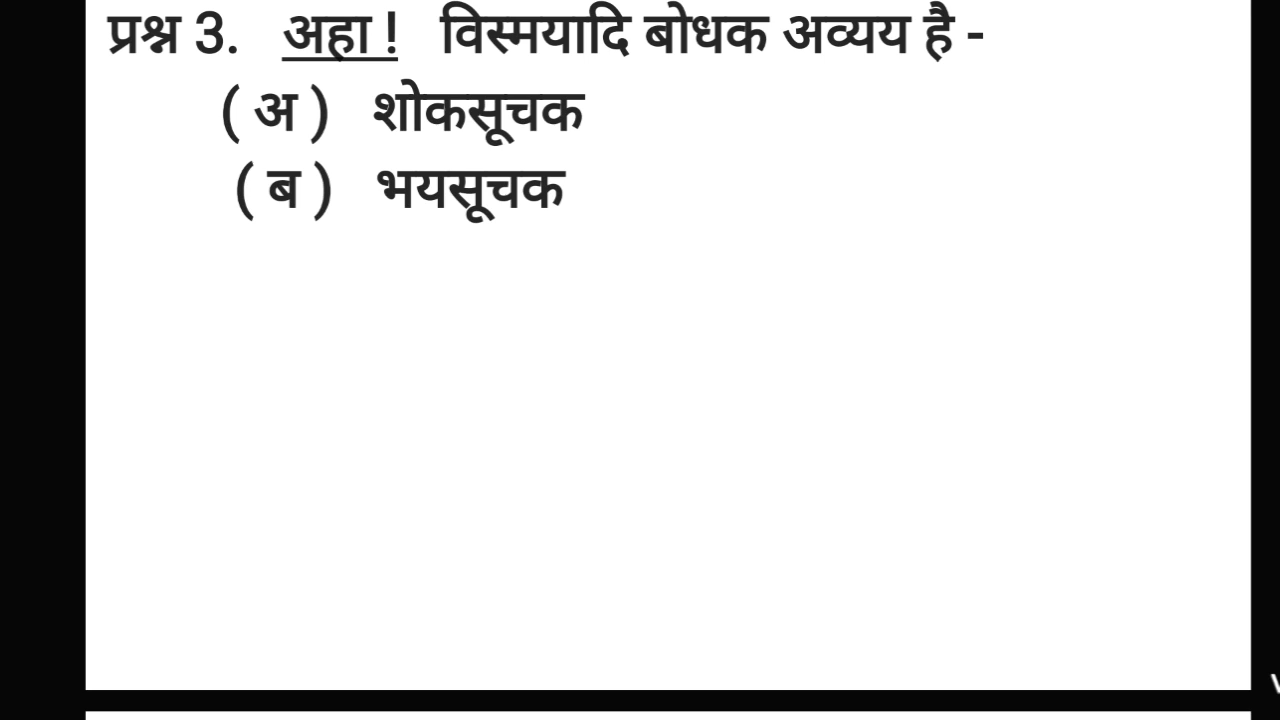 प्रश्न 3. अहा ! विस्मयादि बोधक अव्यय है -
( अ ) शोकसूचक
( ब ) भयसूचक